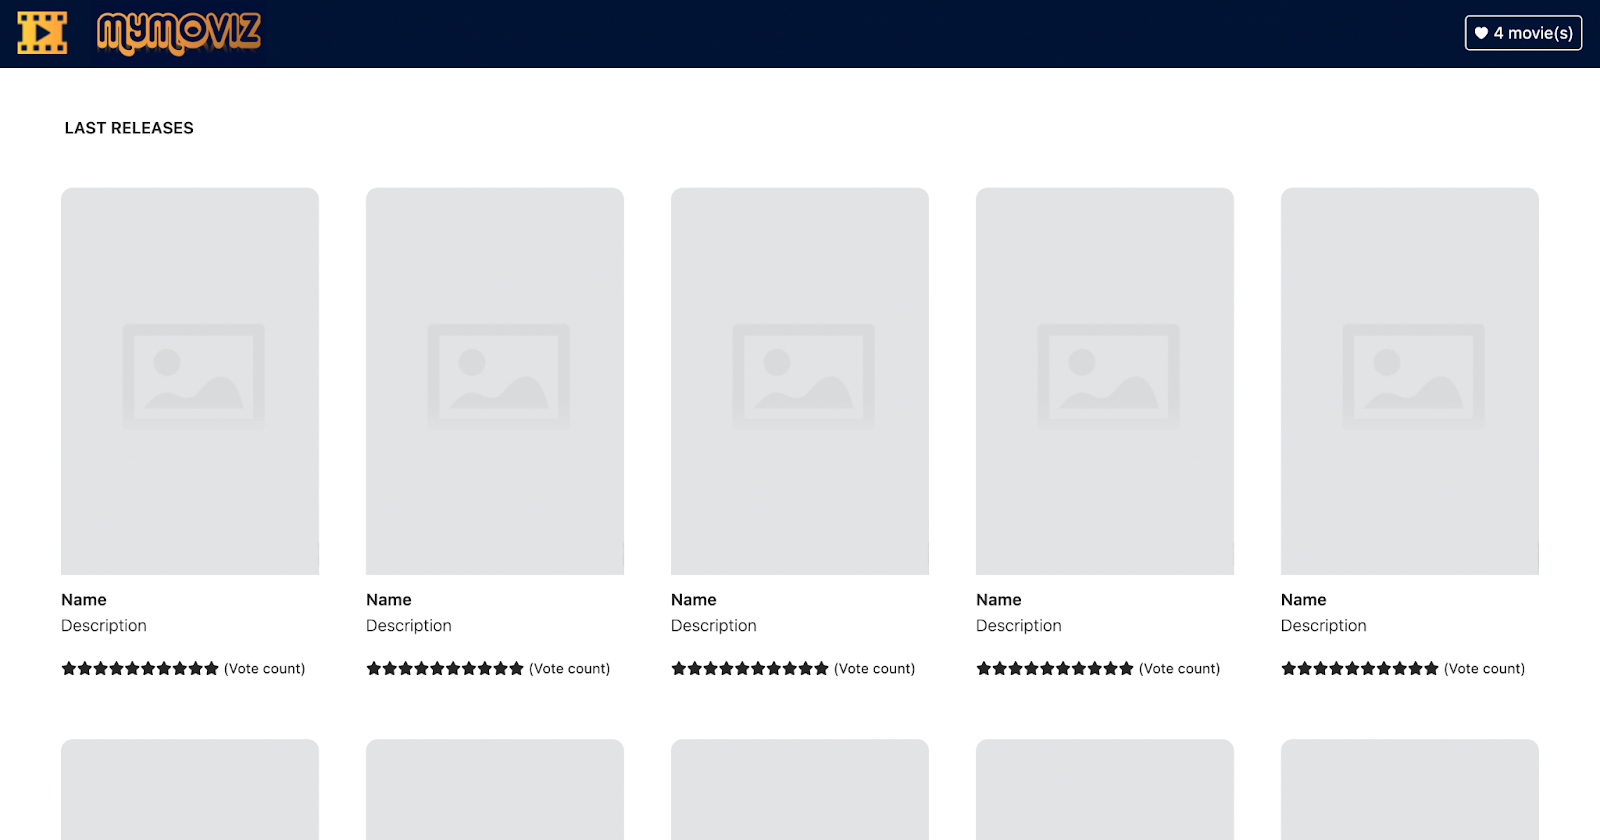 mymoviz
4 movie(s)
LAST RELEASES
Name Name Name Name Name
Description Description Description Description Description
(Vote count) (Vote count) (Vote count) (Vote count) (Vote count)